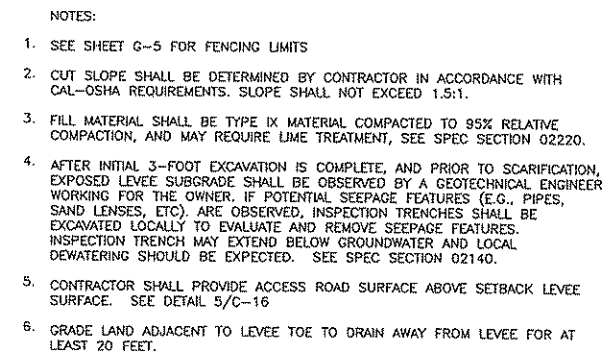 NOTES:
1. SEE SHEET G-5 FOR FENCING LIMITS
2. CUT SLOPE SHALL BE DETERMINED BY CONTRACTOR IN ACCORDANCE WITH
CAL-OSHA REQUIREMENTS. SLOPE SHALL NOT EXCEED 1.5:1.
3. FILL MATERIAL SHALL BE TYPE IX MATERIAL COMPACTED TO 95% RELATIVE
COMPACTION, AND MAY REQUIRE LIME TREATMENT, SEE SPEC SECTION 02220.
4. AFTER INITIAL 3-FOOT EXCAVATION IS COMPLETE, AND PRIOR TO SCARIFICATION,
EXPOSED LEVEE SUBGRADE SHALL BE OBSERVED BY A GEOTECHNICAL ENGINEER
WORKING FOR THE OWNER. IF POTENTIAL SEEPAGE FEATURES (E.G., PIPES,
SAND LENSES, ETC). ARE OBSERVED, INSPECTION TRENCHES SHALL BE
EXCAVATED LOCALLY TO EVALUATE AND REMOVE SEEPAGE FEATURES.
INSPECTION TRENCH MAY EXTEND BELOW GROUNDWATER AND LOCAL
DEWATERING SHOULD BE EXPECTED. SEE SPEC SECTION 02140.
5. CONTRACTOR SHALL PROVIDE ACCESS ROAD SURFACE ABOVE SETBACK LEVEE
SURFACE. SEE DETAIL 5/C-16
6. GRADE LAND ADJACENT TO LEVEE TOE TO DRAIN AWAY FROM LEVEE FOR AT
LEAST 20 FEET.